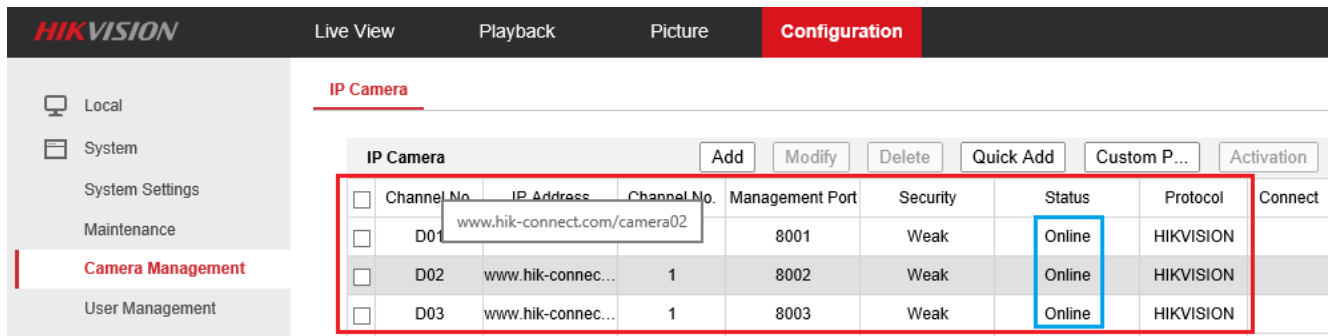 HIKVISION Live View Playback Picture Configuration
IP Camera
Local
System
System Settings
Maintenance
Camera Management
User Management
IP Camera Add Modify Delete Quick Add Custom P... Activation
Channel No. IP Address Channel No. Management Port Security Status Protocol Connect
www.hik-connect.com/camera02
D01 8001 Weak Online HIKVISION
D02 www.hik-connec... 1 8002 Weak Online HIKVISION
D03 www.hik-connec... 1 8003 Weak Online HIKVISION